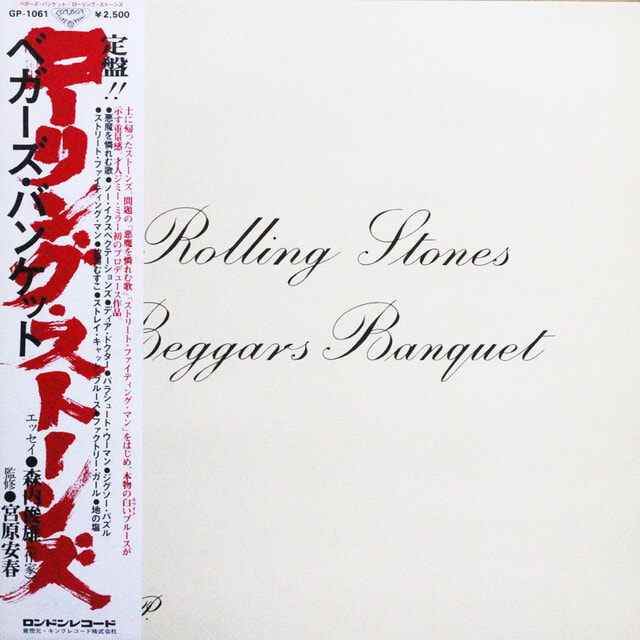 ベガーズ・バンケット/ローリング・ストーンズ
GP-1061
¥2,500
定盤!!
ローリング・ストーンズ
ベガーズ・バンケット
土に帰ったストーンズ 問題の「悪魔を憐れむ歌」「ストリート・ファイティング・マン」をはじめ、本物の白いブルースが
示す重量感 才人ジミー・ミラー初のプロデュース作品
●悪魔を憐れむ歌●ノー・イクスペクテーションズ●ディア・ドクター●パラシュート・ウーマン●ジグソー・パズル
●ストリート・ファイティング・マン●むすこ●ストレイ・キャット・ブルース●ファクトリー・ガール●地の塩
エッセイ●森内俊雄(作家)
監修●宮原安春
ロンドンレコード
発売元・キングレコード株式会社
Rolling Stones
Beggars Banquet
P.